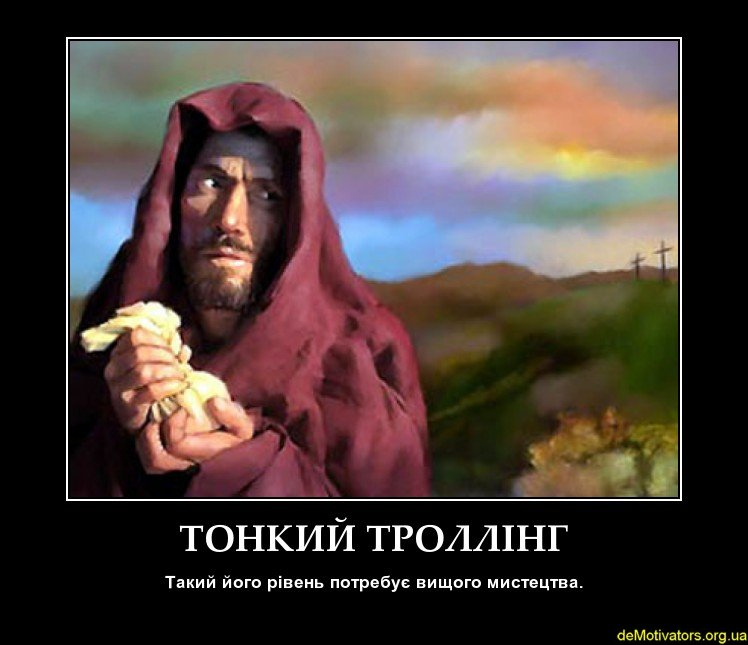 ТОНКИЙ ТРОЛЛІНГ
Такий його рівень потребує вищого мистецтва.
deMotivators.org.ua